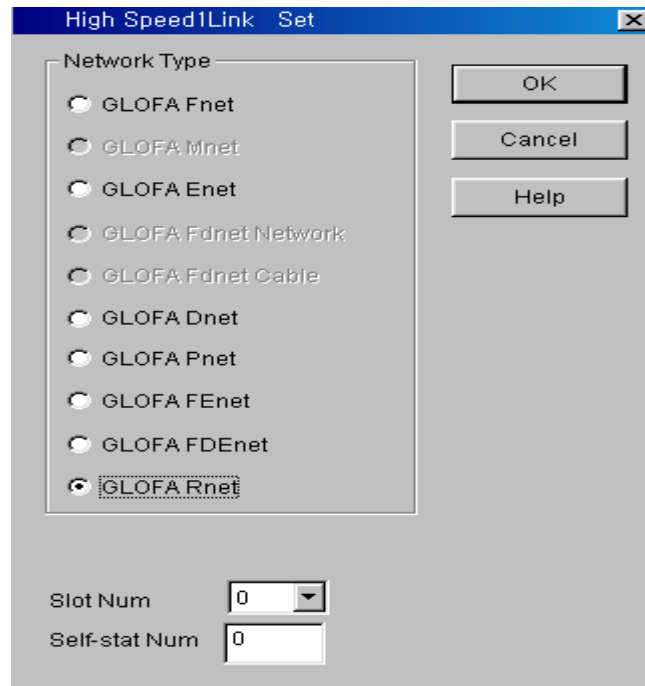 High Speed1Link Set
Network Type
GLOFA Fnet
GLOFA Mnet
GLOFA Enet
GLOFA Fdnet Network
GLOFA Fdnet Cable
GLOFA Dnet
GLOFA Pnet
GLOFA FEnet
GLOFA FDEnet
GLOFA Rnet
OK
Cancel
Help
Slot Num 0
Self-stat Num 0